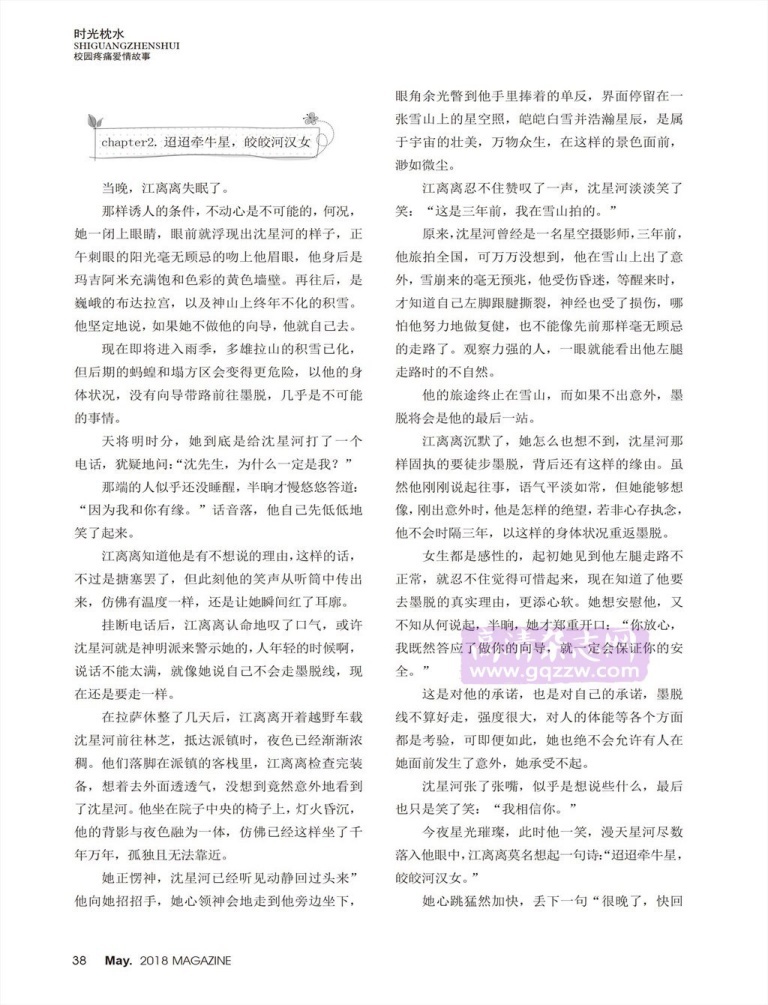 时光枕水
SHIGUANGZHENSHUI
校园疼痛爱情故事
chapter2. 迢迢牵牛星，皎皎河汉女
当晚，江离离失眠了。
那样诱人的条件，不动心是不可能的，何况，
她一闭上眼睛，眼前就浮现出沈星河的样子，正
午刺眼的阳光毫无顾忌的吻上他眉眼，他身后是
玛吉阿米充满饱和色彩的黄色墙壁。再往后，是
巍峨的布达拉宫，以及神山上终年不化的积雪。
他坚定地说，如果她不做他的向导，他就自己去。
现在即将进入雨季，多雄拉山的积雪已化，
但后期的蚂蝗和塌方区会变得更危险，以他的身
体状况，没有向导带路前往墨脱，几乎是不可能
的事情。
天将明时分，她到底是给沈星河打了一个
电话，犹疑地问：“沈先生，为什么一定是我？”
那端的人似乎还没睡醒，半晌才慢悠悠答道：
“因为我和你有缘。”话音落，他自己先低低地
笑了起来。
江离离知道他是有不想说的理由，这样的话，
不过是搪塞罢了，但此刻他的笑声从听筒中传出
来，仿佛有温度一样，还是让她瞬间红了耳廓。
挂断电话后，江离离认命地叹了口气，或许
沈星河就是神明派来警示她的，人年轻的时候啊，
说话不能太满，就像她说自己不会走墨脱线，现
在还是要走一样。
在拉萨休整了几天后，江离离开着越野车载
沈星河前往林芝，抵达派镇时，夜色已经渐渐浓
稠。他们落脚在派镇的客栈里，江离离检查完装
备，想着去外面透透气，没想到竟然意外地看到
了沈星河。他坐在院子中央的椅子上，灯火昏沉，
他的背影与夜色融为一体，仿佛已经这样坐了千
年万年，孤独且无法靠近。
她正愣神，沈星河已经听见动静回过头来”
他向她招招手，她心领神会地走到他旁边坐下，
眼角余光瞥到他手里捧着的单反，界面停留在一
张雪山上的星空照，皑皑白雪并浩瀚星辰，是属
于宇宙的壮美，万物众生，在这样的景色面前，
渺如微尘。
江离离忍不住赞叹了一声，沈星河淡淡笑了
笑：“这是三年前，我在雪山拍的。”
原来，沈星河曾经是一名星空摄影师，三年前，
他旅拍全国，可万万没想到，他在雪山上出了意
外，雪崩来的毫无预兆，他受伤昏迷，等醒来时，
才知道自己左脚跟腱撕裂，神经也受了损伤，哪
怕他努力地做复健，也不能像先前那样毫无顾忌
的走路了。观察力强的人，一眼就能看出他左腿
走路时的不自然。
他的旅途终止在雪山，而如果不出意外，墨
脱将会是他的最后一站。
江离离沉默了，她怎么也想不到，沈星河那
样固执的要徒步墨脱，背后还有这样的缘由。虽
然他刚刚说起往事，语气平淡如常，但她能够想
像，刚出意外时，他是怎样的绝望，若非心存执念，
他不会时隔三年，以这样的身体状况重返墨脱。
女生都是感性的，起初她见到他左腿走路不
正常，就忍不住觉得可惜起来，现在知道了他要
去墨脱的真实理由，更添心软。她想安慰他，又
不知从何说起，半晌，她才郑重开口：“你放心，
我既然答应了做你的向导，就一定会保证你的安
全。”
高清杂志网
www.gqzzw.com
这是对他的承诺，也是对自己的承诺，墨脱
线不算好走，强度很大，对人的体能等各个方面
都是考验，可即便如此，她也绝不会允许有人在
她面前发生了意外，她承受不起。
沈星河张了张嘴，似乎是想说些什么，最后
也只是笑了笑：“我相信你。”
今夜星光璀璨，此时他一笑，漫天星河尽数
落入他眼中，江离离莫名想起一句诗：“迢迢牵牛星，
皎皎河汉女。”
她心跳猛然加快，丢下一句“很晚了，快回
38 May. 2018 MAGAZINE